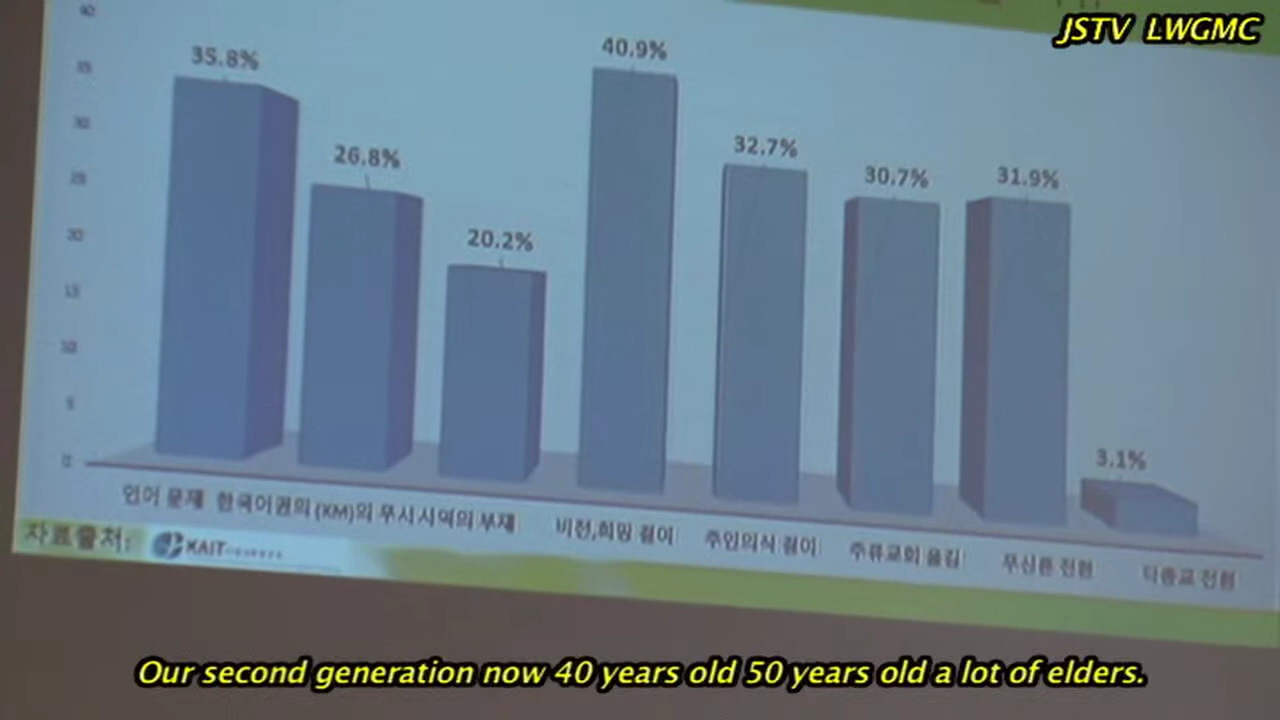 JSTV LWGMC
40
35
30
25
20
15
10
5
0
35.8%
26.8%
20.2%
40.9%
32.7%
30.7%
31.9%
3.1%
언어 문제
한국어권의 (KM)의 무시
사역의 부재
비전,희망 결여
주인의식 결여
주류교회 옮김
무신론 전환
타종교 전환
자료출처:
KAIT
Our second generation now 40 years old 50 years old a lot of elders.